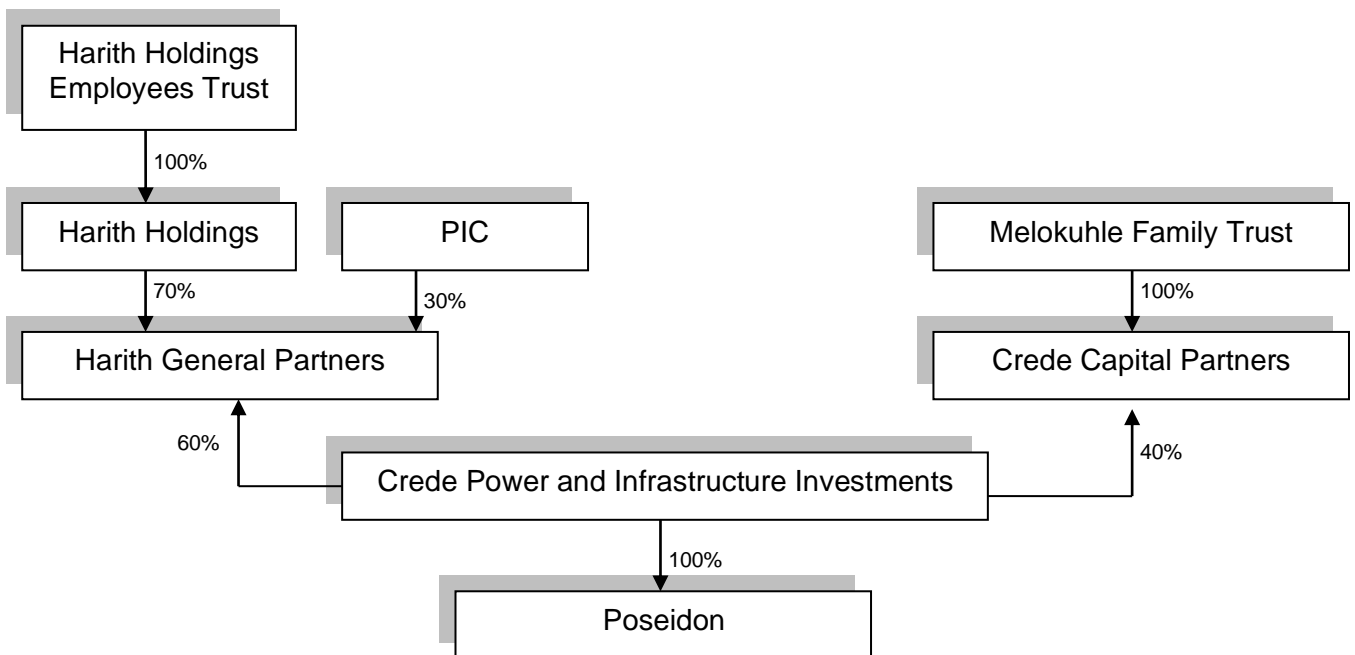 Harith Holdings
Employees Trust
100%
Harith Holdings
PIC
Melokuhle Family Trust
70%
30%
100%
Harith General Partners
Crede Capital Partners
60%
40%
Crede Power and Infrastructure Investments
100%
Poseidon